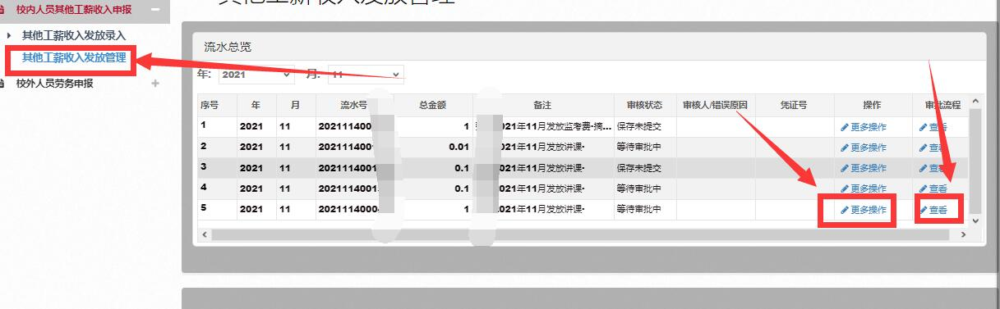 其他工薪收入发放管理
校内人员其他工薪收入申报
其他工薪收入发放录入
其他工薪收入发放管理
校外人员劳务申报
流水总览
年: 2021 月: 11
序号 年 月 流水号 总金额 备注 审核状态 审核人/错误原因 凭证号 操作 审批流程
1 2021 11 202111400 1 2021年11月发放监考费•摘... 保存未提交 更多操作 查看
2 2021 11 202111400 0.01 2021年11月发放讲课• 等待审批中 更多操作 查看
3 2021 11 2021114001 0.1 2021年11月发放讲课• 保存未提交 更多操作 查看
4 2021 11 2021114001 0.1 2021年11月发放讲课• 等待审批中 更多操作 查看
5 2021 11 202111400 1 2021年11月发放讲课• 等待审批中 更多操作 查看